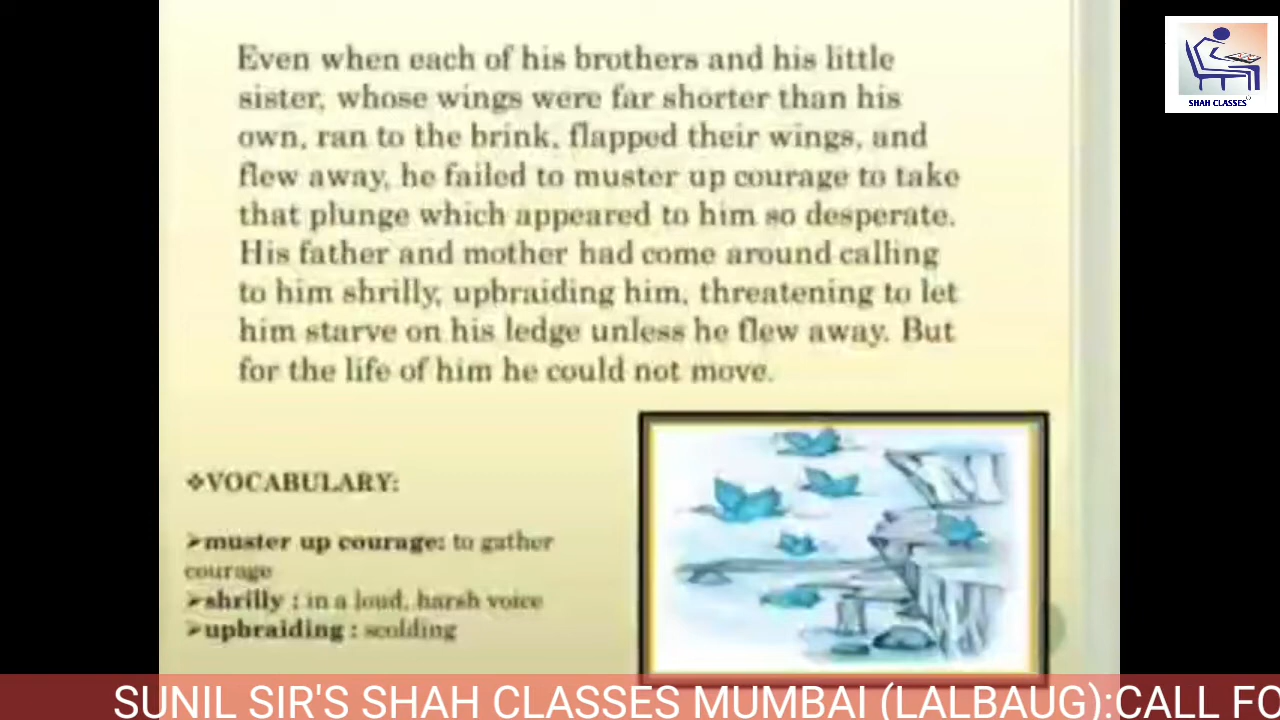 Even when each of his brothers and his little
sister, whose wings were far shorter than his
own, ran to the brink, flapped their wings, and
flew away, he failed to muster up courage to take
that plunge which appeared to him so desperate.
His father and mother had come around calling
to him shrilly, upbraiding him, threatening to let
him starve on his ledge unless he flew away. But
for the life of him he could not move.
❖VOCABULARY:
➢muster up courage: to gather
courage
➢shrilly : in a loud, harsh voice
➢upbraiding : scolding
SHAH CLASSES
SUNIL SIR'S SHAH CLASSES MUMBAI (LALBAUG):CALL FO